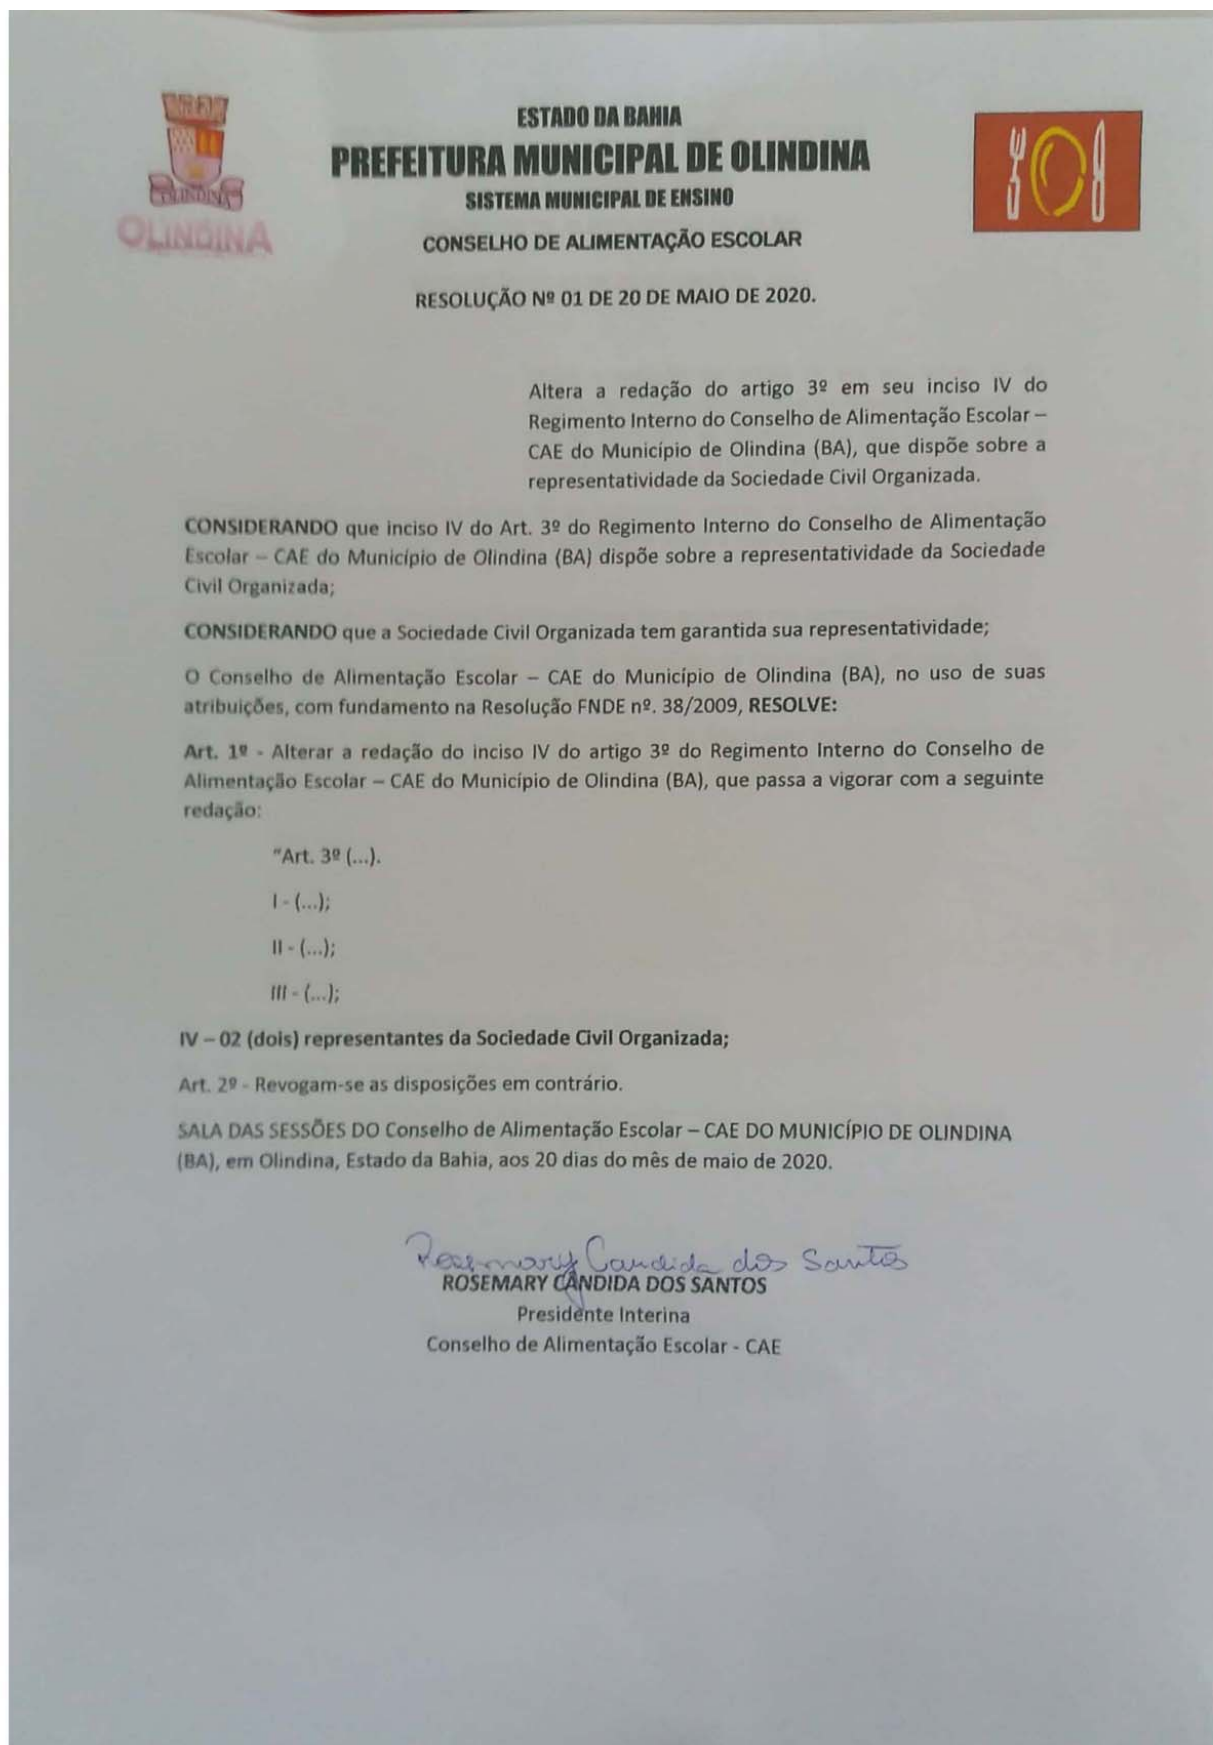 OLINDINA
OLINDINA
ESTADO DA BAHIA
PREFEITURA MUNICIPAL DE OLINDINA
SISTEMA MUNICIPAL DE ENSINO
CONSELHO DE ALIMENTAÇÃO ESCOLAR
RESOLUÇÃO Nº 01 DE 20 DE MAIO DE 2020.
Altera a redação do artigo 3º em seu inciso IV do
Regimento Interno do Conselho de Alimentação Escolar –
CAE do Município de Olindina (BA), que dispõe sobre a
representatividade da Sociedade Civil Organizada.
CONSIDERANDO que inciso IV do Art. 3º do Regimento Interno do Conselho de Alimentação
Escolar – CAE do Município de Olindina (BA) dispõe sobre a representatividade da Sociedade
Civil Organizada;
CONSIDERANDO que a Sociedade Civil Organizada tem garantida sua representatividade;
O Conselho de Alimentação Escolar – CAE do Município de Olindina (BA), no uso de suas
atribuições, com fundamento na Resolução FNDE nº. 38/2009, RESOLVE:
Art. 1º - Alterar a redação do inciso IV do artigo 3º do Regimento Interno do Conselho de
Alimentação Escolar – CAE do Município de Olindina (BA), que passa a vigorar com a seguinte
redação:
"Art. 3º (...).
I - (...);
II - (...);
III - (...);
IV – 02 (dois) representantes da Sociedade Civil Organizada;
Art. 2º - Revogam-se as disposições em contrário.
SALA DAS SESSÕES DO Conselho de Alimentação Escolar – CAE DO MUNICÍPIO DE OLINDINA
(BA), em Olindina, Estado da Bahia, aos 20 dias do mês de maio de 2020.
Rosemary Candida dos Santos
ROSEMARY CÂNDIDA DOS SANTOS
Presidente Interina
Conselho de Alimentação Escolar - CAE